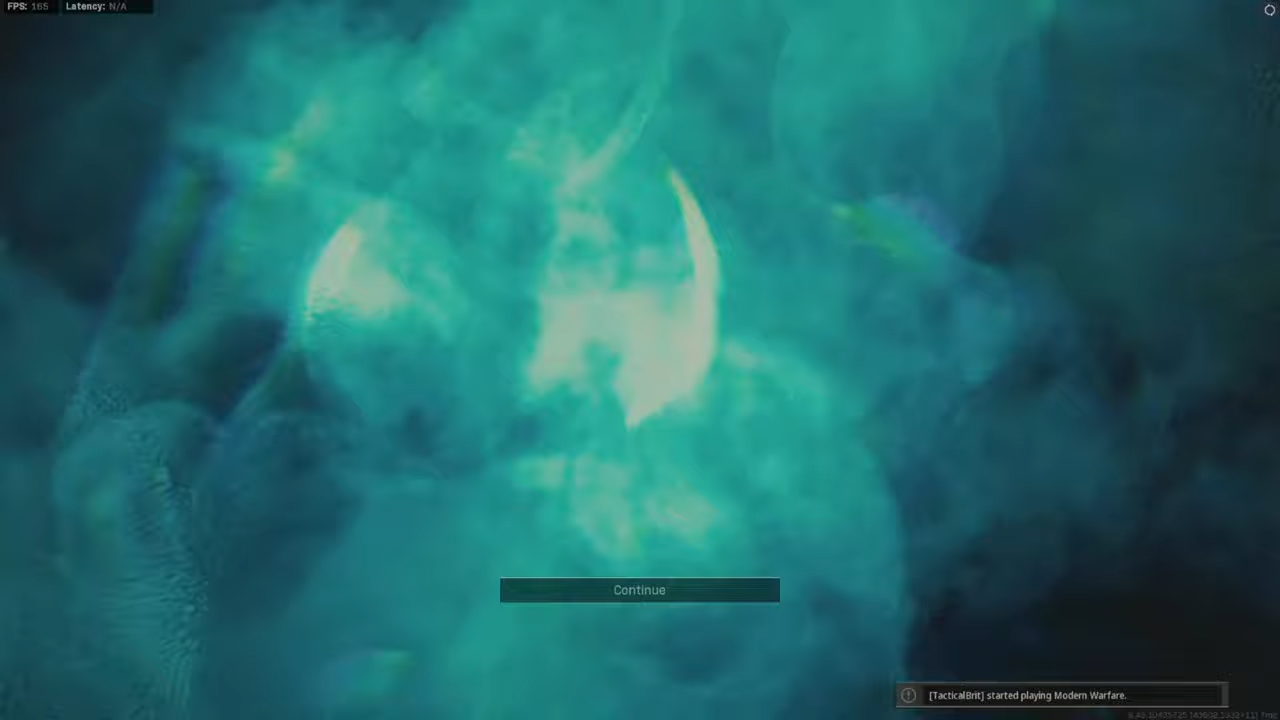 FPS: 165 Latency: N/A
Continue
[TacticalBrit] started playing Modern Warfare.